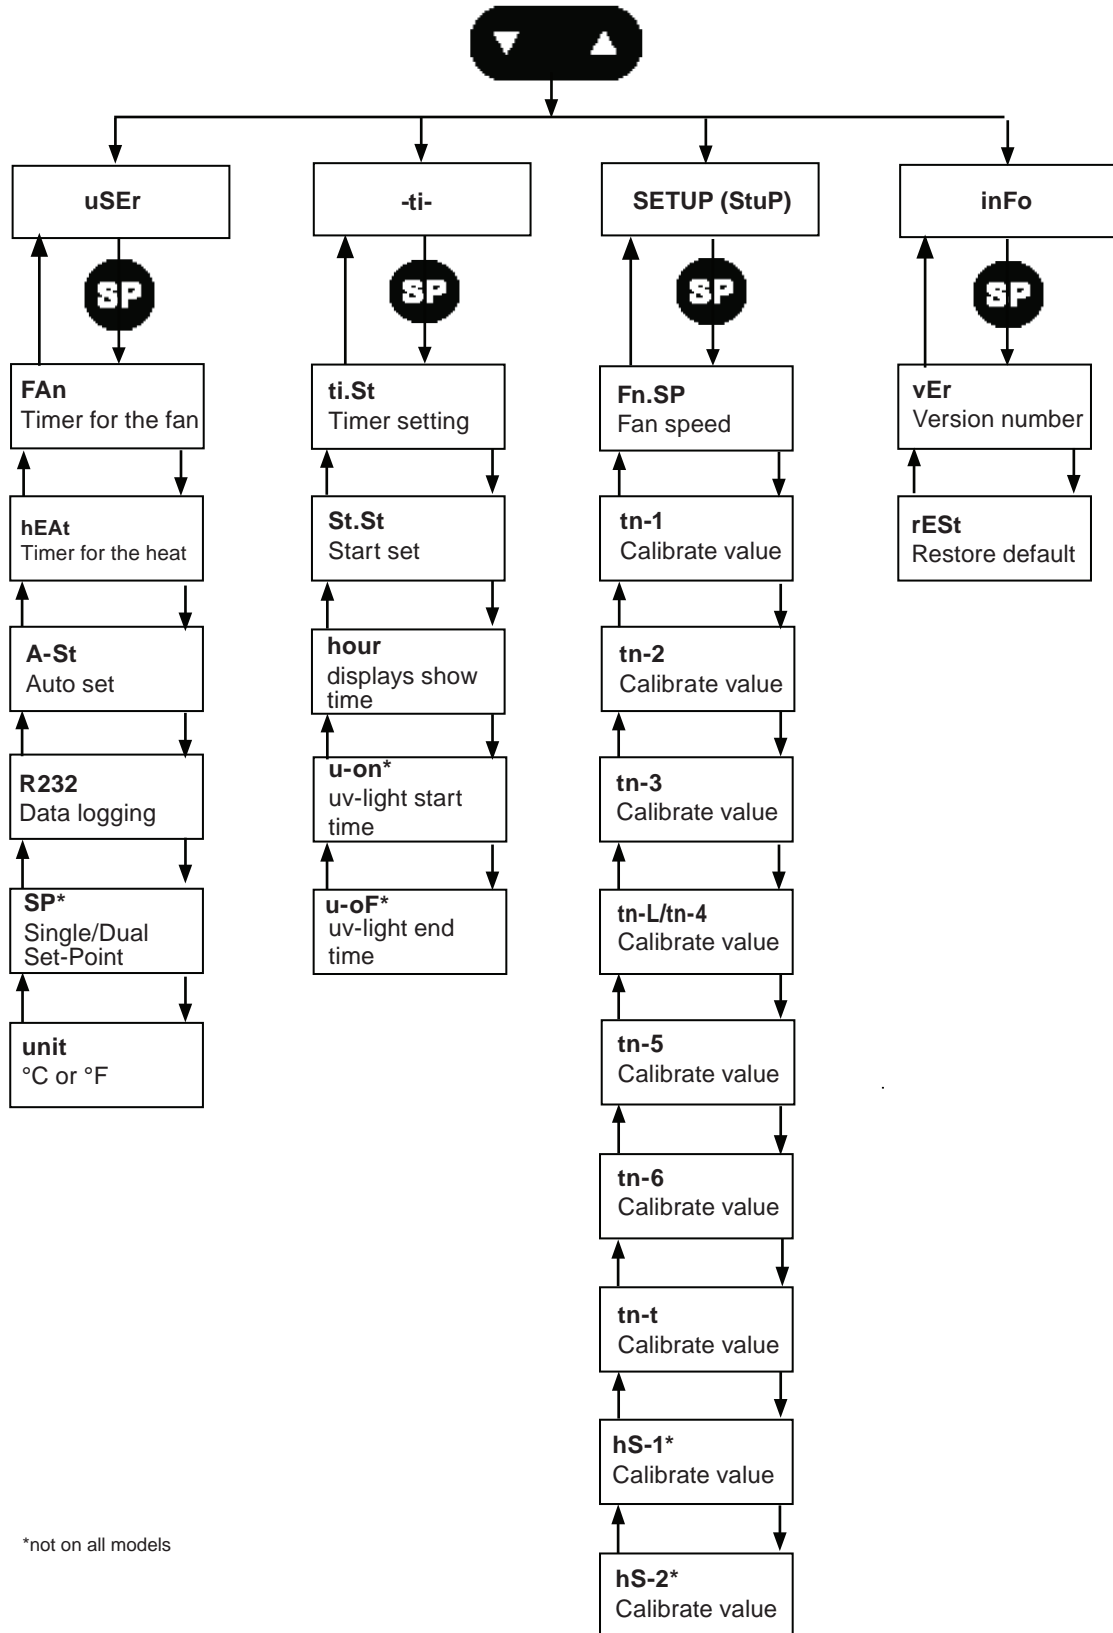 uSEr
SP
FAn
Timer for the fan
hEAt
Timer for the heat
A-St
Auto set
R232
Data logging
SP*
Single/Dual
Set-Point
unit
°C or °F
-ti-
SP
ti.St
Timer setting
St.St
Start set
hour
displays show
time
u-on*
uv-light start
time
u-oF*
uv-light end
time
SETUP (StuP)
SP
Fn.SP
Fan speed
tn-1
Calibrate value
tn-2
Calibrate value
tn-3
Calibrate value
tn-L/tn-4
Calibrate value
tn-5
Calibrate value
tn-6
Calibrate value
tn-t
Calibrate value
hS-1*
Calibrate value
hS-2*
Calibrate value
inFo
SP
vEr
Version number
rESt
Restore default
*not on all models